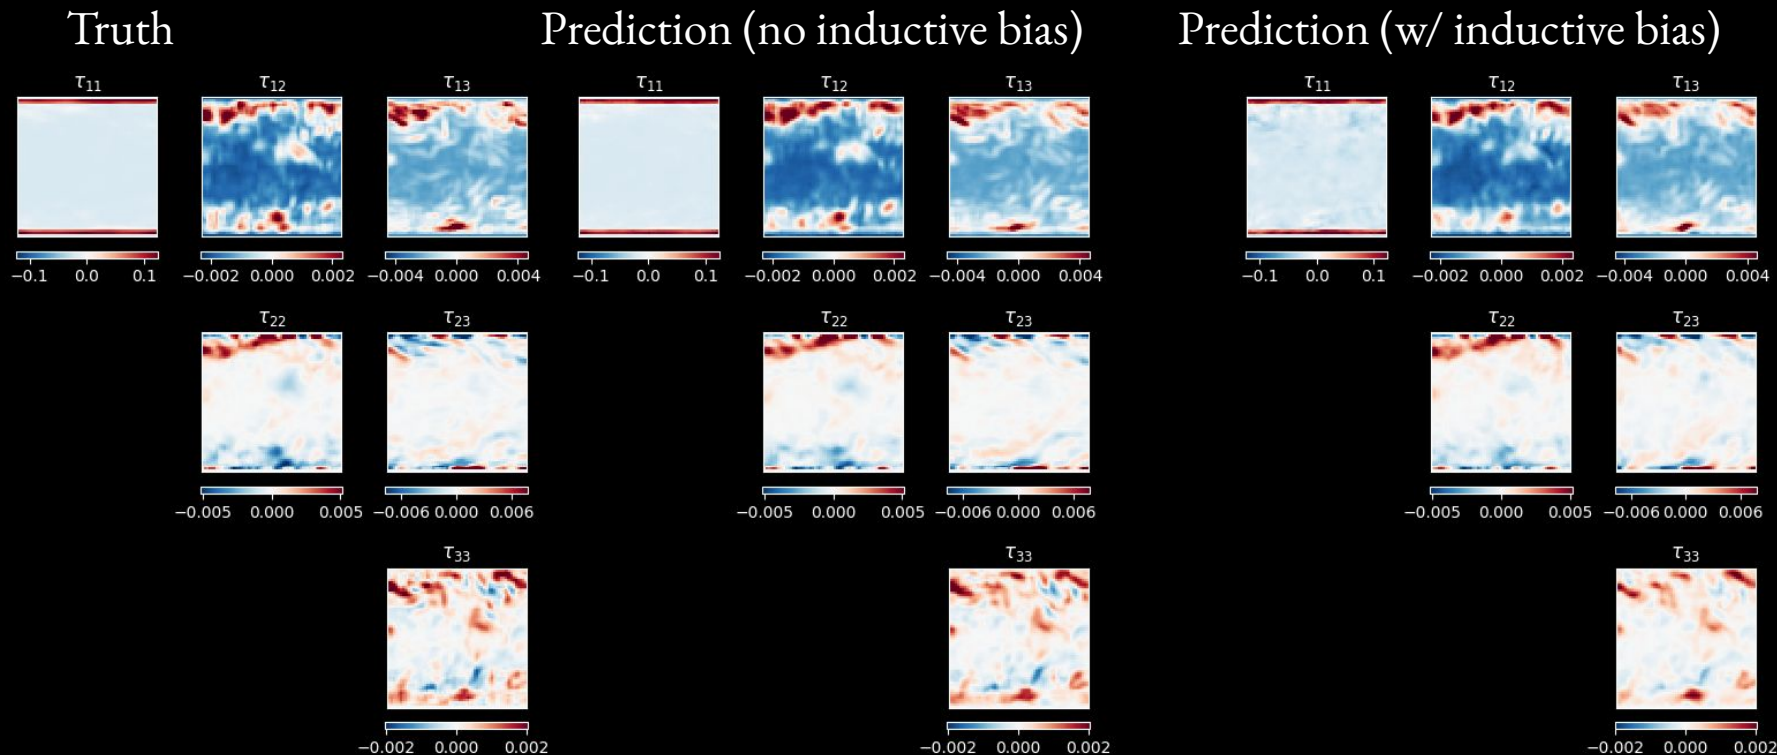 Truth Prediction (no inductive bias) Prediction (w/ inductive bias)
τ₁₁ τ₁₂ τ₁₃ τ₁₁ τ₁₂ τ₁₃ τ₁₁ τ₁₂ τ₁₃
−0.1 0.0 0.1 −0.002 0.000 0.002 −0.004 0.000 0.004 −0.1 0.0 0.1 −0.002 0.000 0.002 −0.004 0.000 0.004 −0.1 0.0 0.1 −0.002 0.000 0.002 −0.004 0.000 0.004
τ₂₂ τ₂₃ τ₂₂ τ₂₃ τ₂₂ τ₂₃
−0.005 0.000 0.005 −0.006 0.000 0.006 −0.005 0.000 0.005 −0.006 0.000 0.006 −0.005 0.000 0.005 −0.006 0.000 0.006
τ₃₃ τ₃₃ τ₃₃
−0.002 0.000 0.002 −0.002 0.000 0.002 −0.002 0.000 0.002